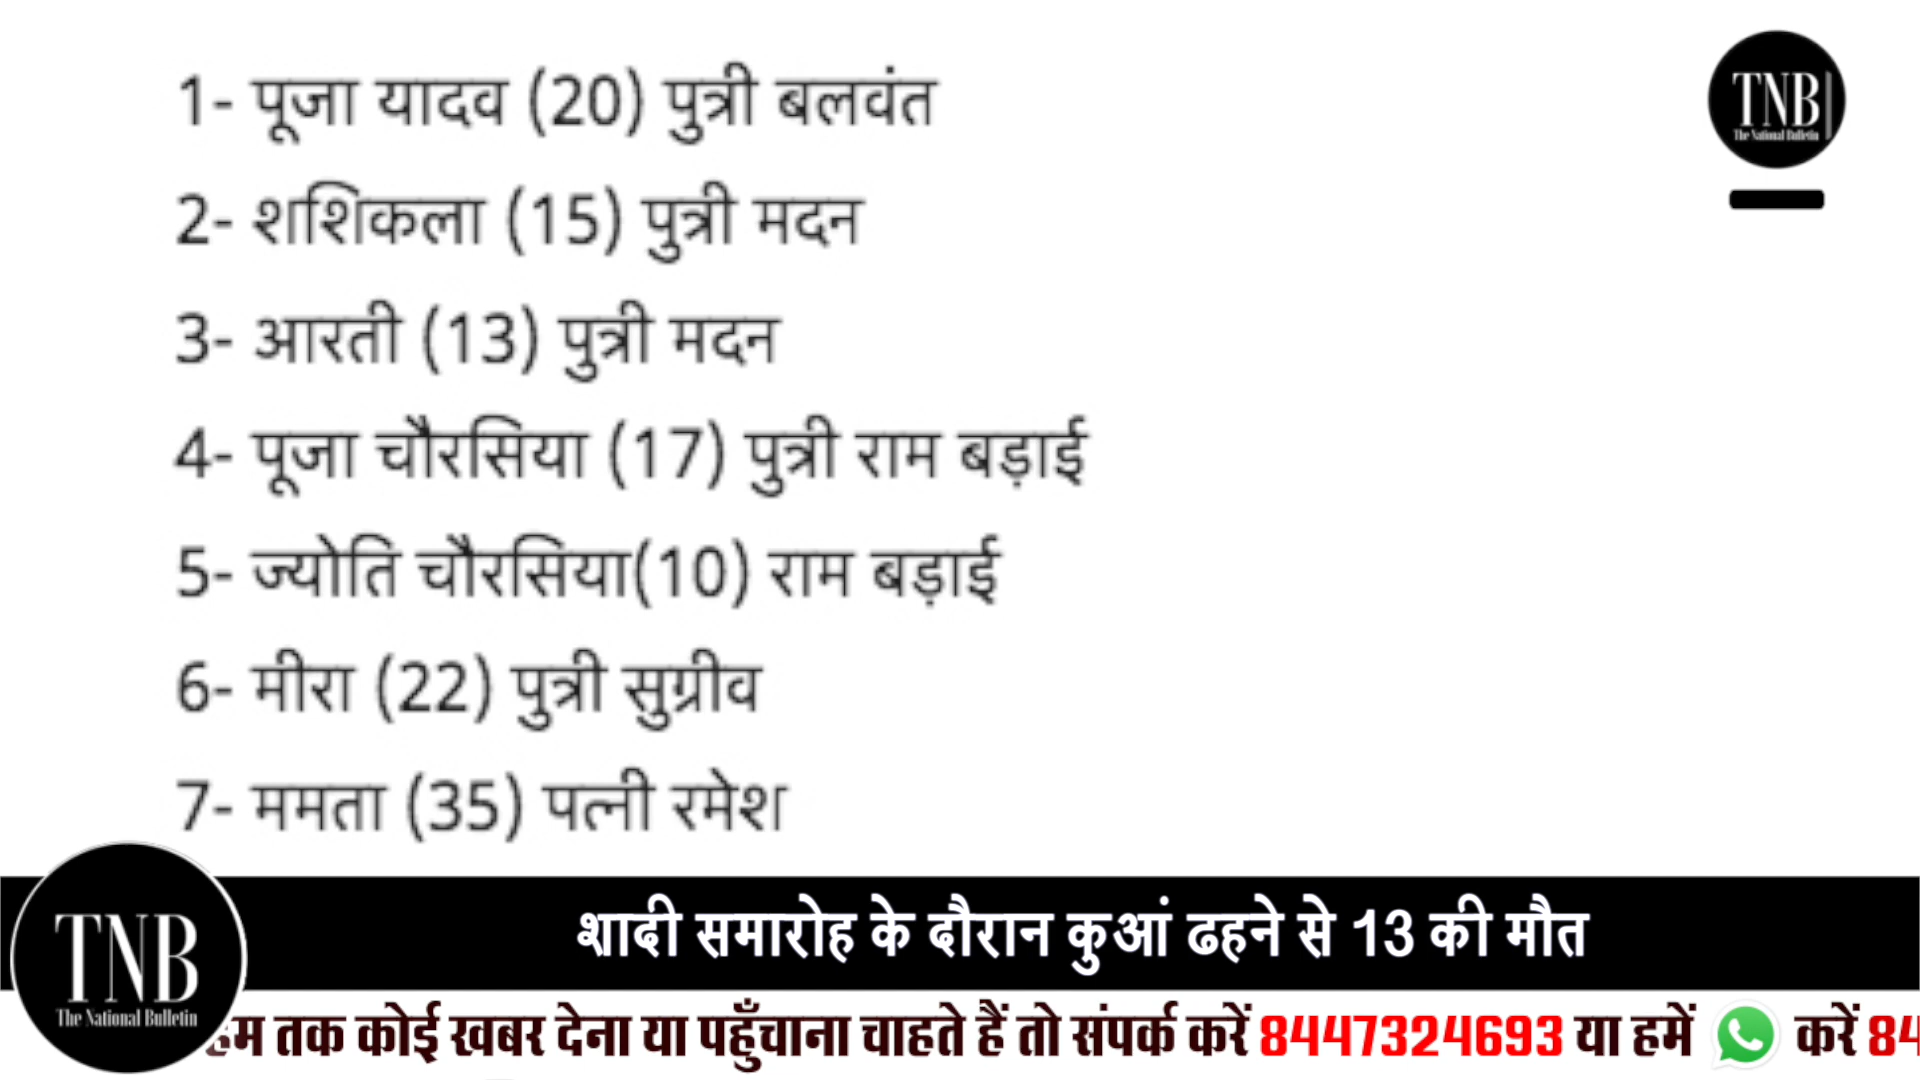 1- पूजा यादव (20) पुत्री बलवंत
TNB
The National Bulletin
2- शशिकला (15) पुत्री मदन
3- आरती (13) पुत्री मदन
4- पूजा चौरसिया (17) पुत्री राम बड़ाई
5- ज्योति चौरसिया(10) राम बड़ाई
6- मीरा (22) पुत्री सुग्रीव
7- ममता (35) पत्नी रमेश
शादी समारोह के दौरान कुआं ढहने से 13 की मौत
TNB
The National Bulletin
हम तक कोई खबर देना या पहुँचाना चाहते हैं तो संपर्क करें 8447324693 या हमें करें 84